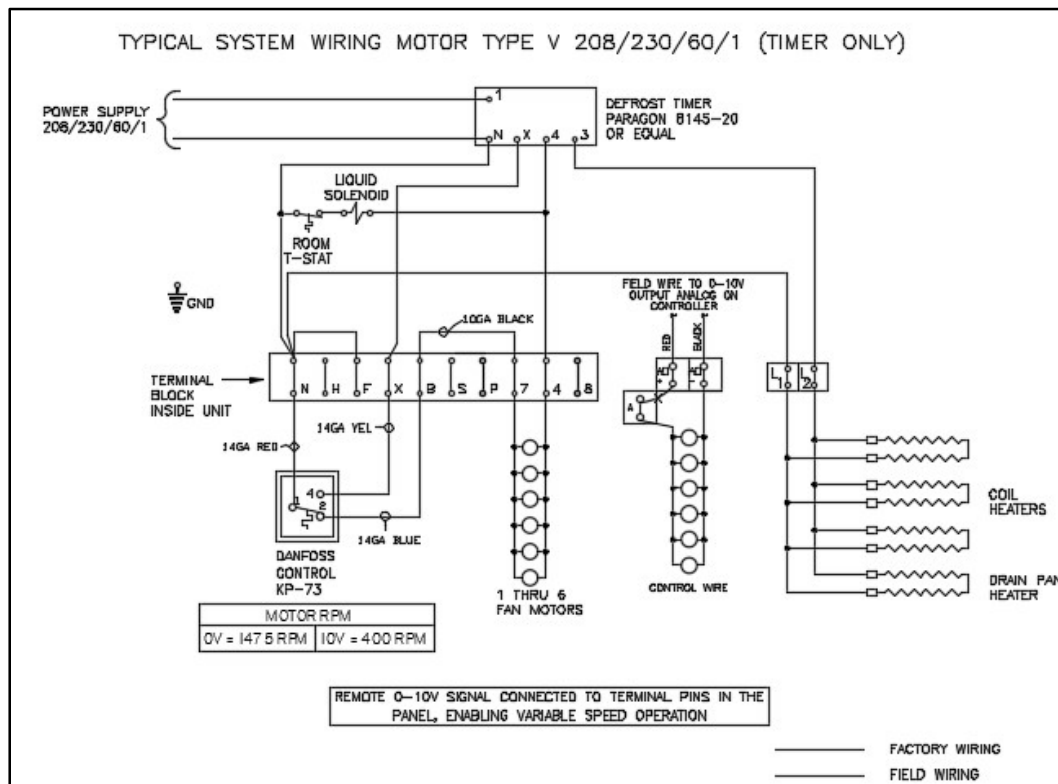 TYPICAL SYSTEM WIRING MOTOR TYPE V 208/230/60/1 (TIMER ONLY)
POWER SUPPLY
208/230/60/1
1
N X 4 3
DEFROST TIMER
PARAGON 8145-20
OR EQUAL
LIQUID
SOLENOID
ROOM
T-STAT
GND
FIELD WIRE TO 0-10V
OUTPUT ANALOG ON
CONTROLLER
RED
BLACK
10GA BLACK
TERMINAL
BLOCK
INSIDE UNIT
N H F X B S P 7 4 8
+
-
A
L1 L2
14GA RED
14GA YEL
14GA BLUE
4
1 2
DANFOSS
CONTROL
KP-73
1 THRU 6
FAN MOTORS
CONTROL WIRE
COIL
HEATERS
DRAIN PAN
HEATER
MOTOR RPM
0V = 1475 RPM
10V = 400 RPM
REMOTE 0-10V SIGNAL CONNECTED TO TERMINAL PINS IN THE
PANEL, ENABLING VARIABLE SPEED OPERATION
FACTORY WIRING
FIELD WIRING